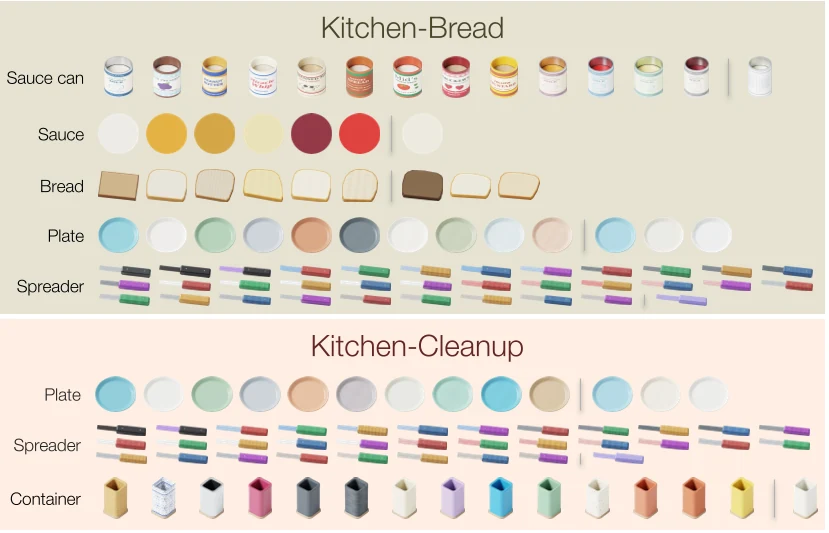 Kitchen-Bread
Sauce can
Sauce
Bread
Plate
Spreader
Kitchen-Cleanup
Plate
Spreader
Container